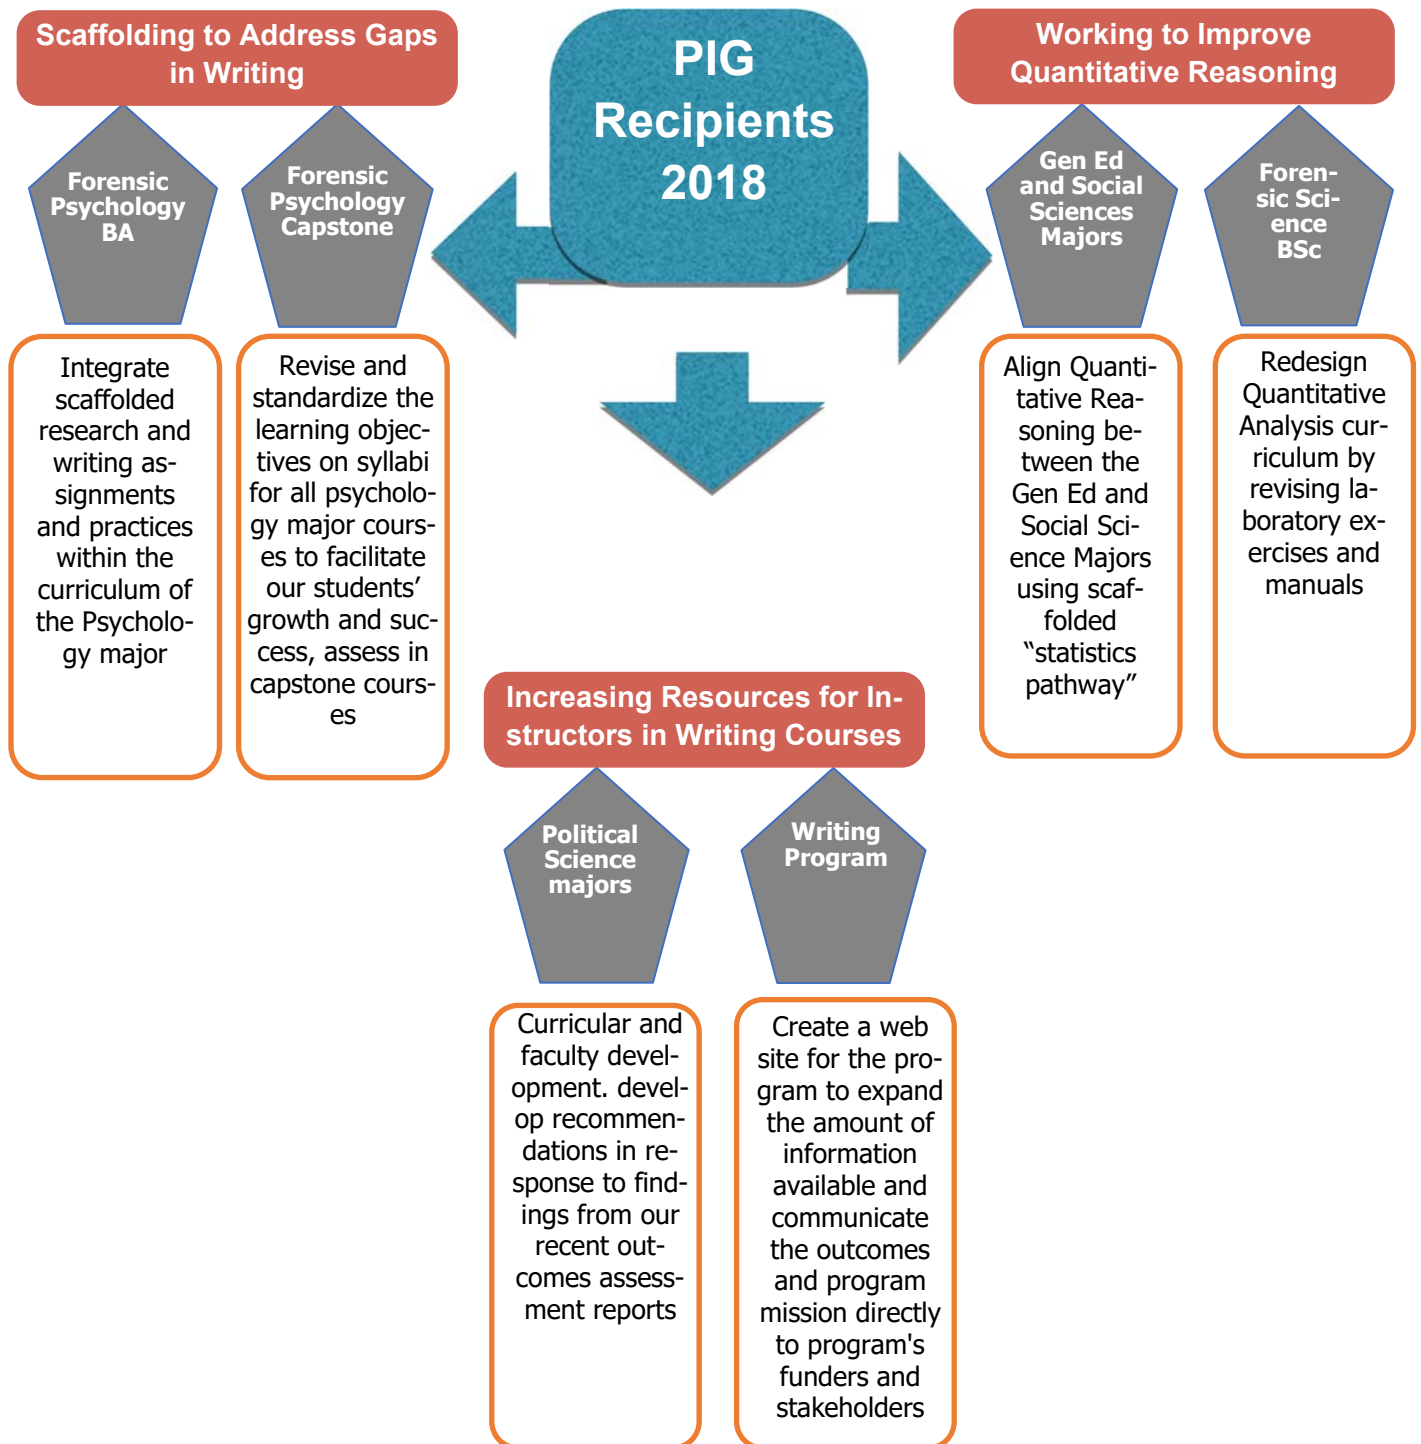 PIG
Recipients
2018
Scaffolding to Address Gaps
in Writing
Forensic
Psychology
BA
Integrate
scaffolded
research and
writing as-
signments
and practices
within the
curriculum of
the Psycholo-
gy major
Forensic
Psychology
Capstone
Revise and
standardize the
learning objec-
tives on syllabi
for all psycholo-
gy major cours-
es to facilitate
our students’
growth and suc-
cess, assess in
capstone cours-
es
Working to Improve
Quantitative Reasoning
Gen Ed
and Social
Sciences
Majors
Align Quanti-
tative Rea-
soning be-
tween the
Gen Ed and
Social Sci-
ence Majors
using scaf-
folded
“statistics
pathway”
Foren-
sic Sci-
ence
BSc
Redesign
Quantitative
Analysis cur-
riculum by
revising la-
boratory ex-
ercises and
manuals
Increasing Resources for In-
structors in Writing Courses
Political
Science
majors
Curricular and
faculty devel-
opment. devel-
op recommen-
dations in re-
sponse to find-
ings from our
recent out-
comes assess-
ment reports
Writing
Program
Create a web
site for the pro-
gram to expand
the amount of
information
available and
communicate
the outcomes
and program
mission directly
to program's
funders and
stakeholders